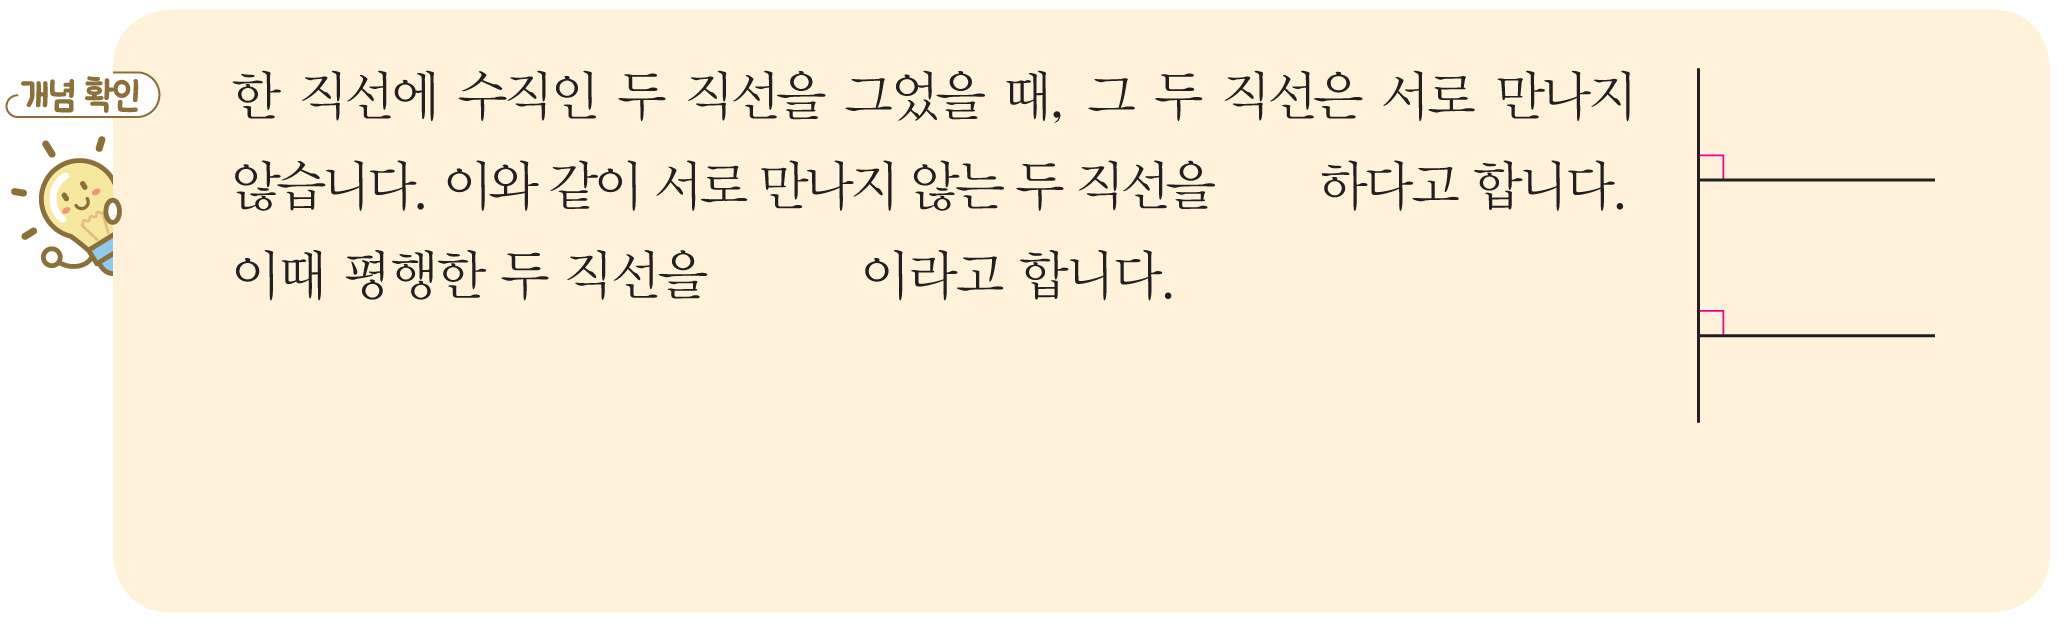 개념 확인
한 직선에 수직인 두 직선을 그었을 때, 그 두 직선은 서로 만나지
않습니다. 이와 같이 서로 만나지 않는 두 직선을 하다고 합니다.
이때 평행한 두 직선을 이라고 합니다.